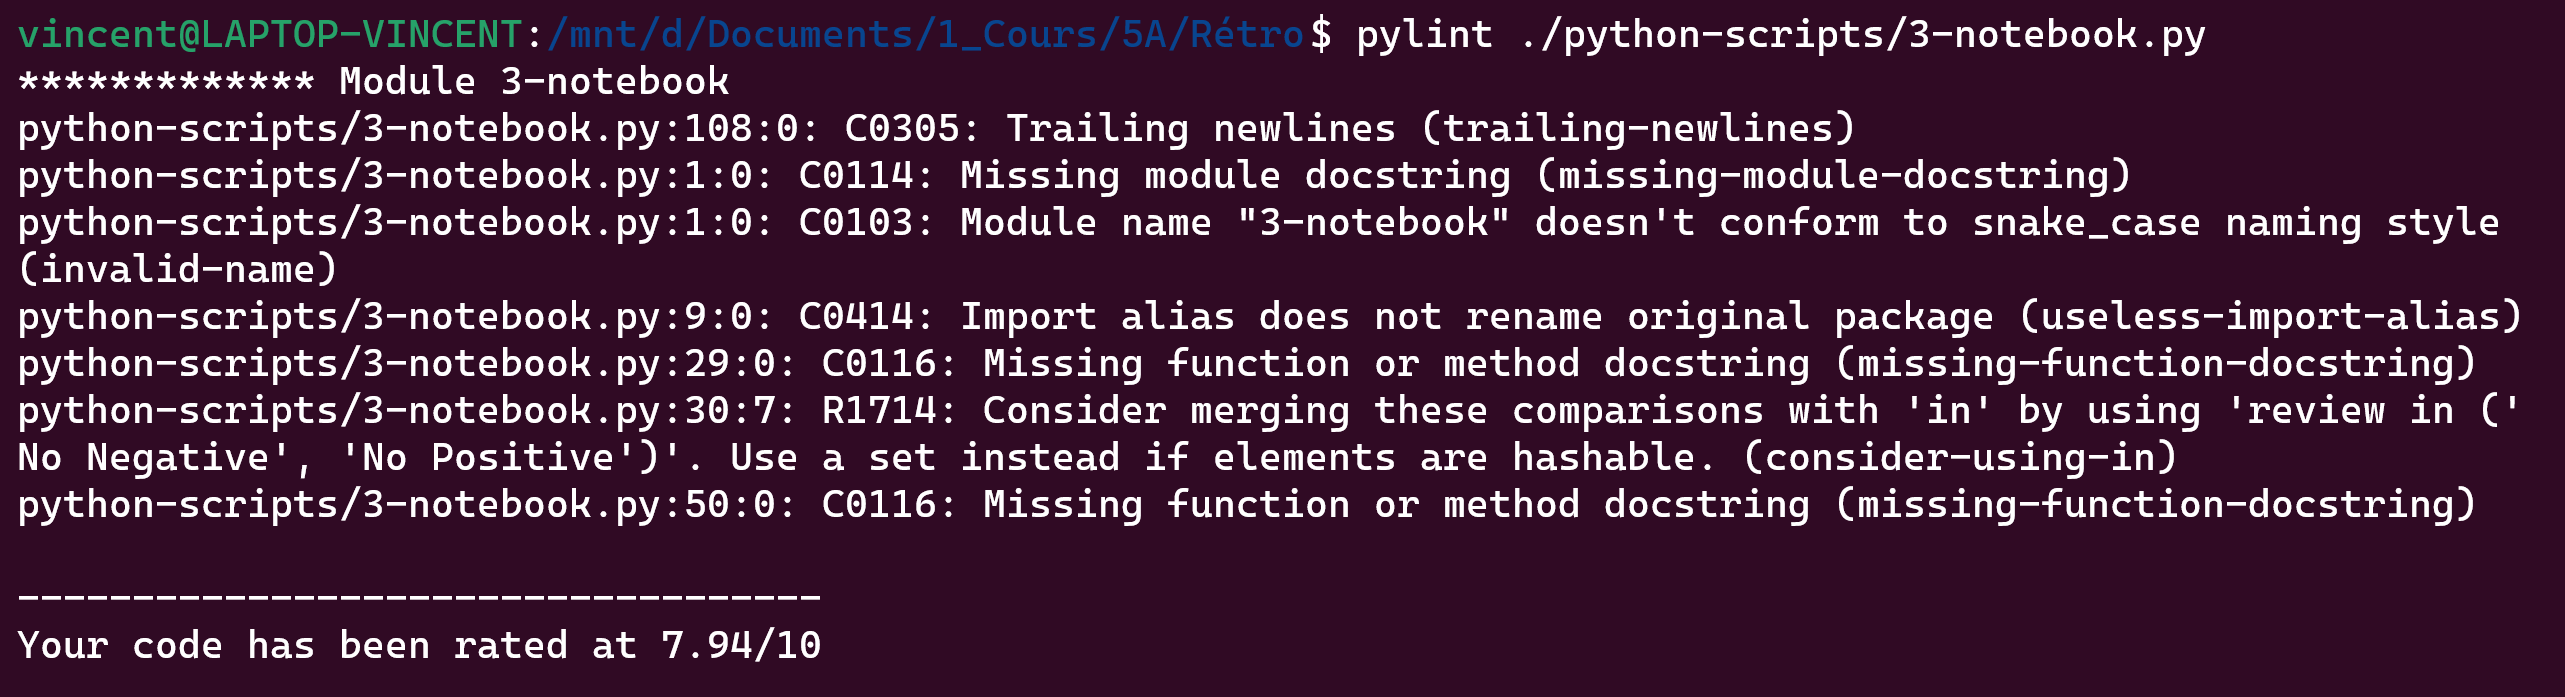 vincent@LAPTOP-VINCENT:/mnt/d/Documents/1_Cours/5A/Rétro$ pylint ./python-scripts/3-notebook.py
************* Module 3-notebook
python-scripts/3-notebook.py:108:0: C0305: Trailing newlines (trailing-newlines)
python-scripts/3-notebook.py:1:0: C0114: Missing module docstring (missing-module-docstring)
python-scripts/3-notebook.py:1:0: C0103: Module name "3-notebook" doesn't conform to snake_case naming style
(invalid-name)
python-scripts/3-notebook.py:9:0: C0414: Import alias does not rename original package (useless-import-alias)
python-scripts/3-notebook.py:29:0: C0116: Missing function or method docstring (missing-function-docstring)
python-scripts/3-notebook.py:30:7: R1714: Consider merging these comparisons with 'in' by using 'review in ('
No Negative', 'No Positive')'. Use a set instead if elements are hashable. (consider-using-in)
python-scripts/3-notebook.py:50:0: C0116: Missing function or method docstring (missing-function-docstring)
-----------------------------------
Your code has been rated at 7.94/10